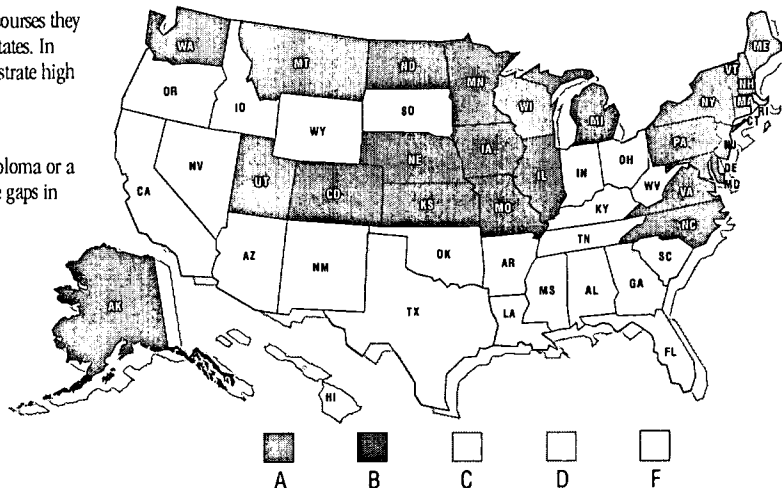 courses they
tates. In
strate high
ploma or a
e gaps in
WA
MT
ND
MN
ME
VT
NH
OR
ID
SD
WI
MI
NY
MA
RI
CT
WY
NE
IA
PA
NJ
NV
UT
CO
IL
IN
OH
DE
MD
CA
KS
MO
WV
VA
KY
NC
AZ
NM
OK
AR
TN
SC
TX
MS
AL
GA
LA
AK
FL
HI
A B C D F